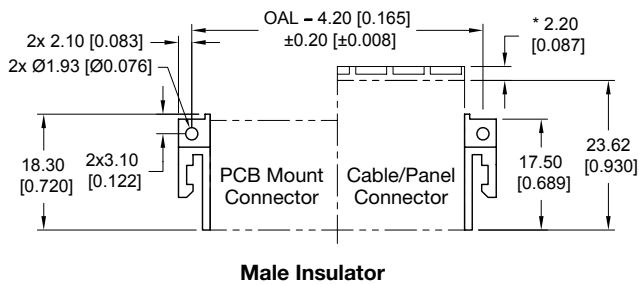 OAL – 4.20 [0.165]
±0.20 [±0.008]
2x 2.10 [0.083]
2x Ø1.93 [Ø0.076]
* 2.20
[0.087]
18.30
[0.720]
2x3.10
[0.122]
PCB Mount
Connector
Cable/Panel
Connector
17.50
[0.689]
23.62
[0.930]
Male Insulator